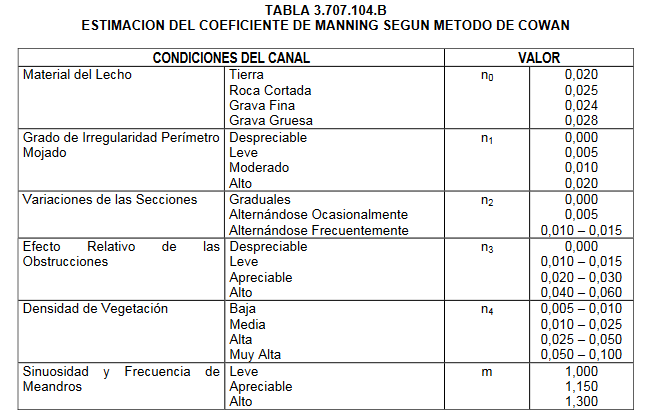 TABLA 3.707.104.B
ESTIMACION DEL COEFICIENTE DE MANNING SEGUN METODO DE COWAN
CONDICIONES DEL CANAL VALOR
Material del Lecho Tierra n0 0,020
Roca Cortada 0,025
Grava Fina 0,024
Grava Gruesa 0,028
Grado de Irregularidad Perímetro Despreciable n1 0,000
Mojado Leve 0,005
Moderado 0,010
Alto 0,020
Variaciones de las Secciones Graduales n2 0,000
Alternándose Ocasionalmente 0,005
Alternándose Frecuentemente 0,010 – 0,015
Efecto Relativo de las Despreciable n3 0,000
Obstrucciones Leve 0,010 – 0,015
Apreciable 0,020 – 0,030
Alto 0,040 – 0,060
Densidad de Vegetación Baja n4 0,005 – 0,010
Media 0,010 – 0,025
Alta 0,025 – 0,050
Muy Alta 0,050 – 0,100
Sinuosidad y Frecuencia de Leve m 1,000
Meandros Apreciable 1,150
Alto 1,300